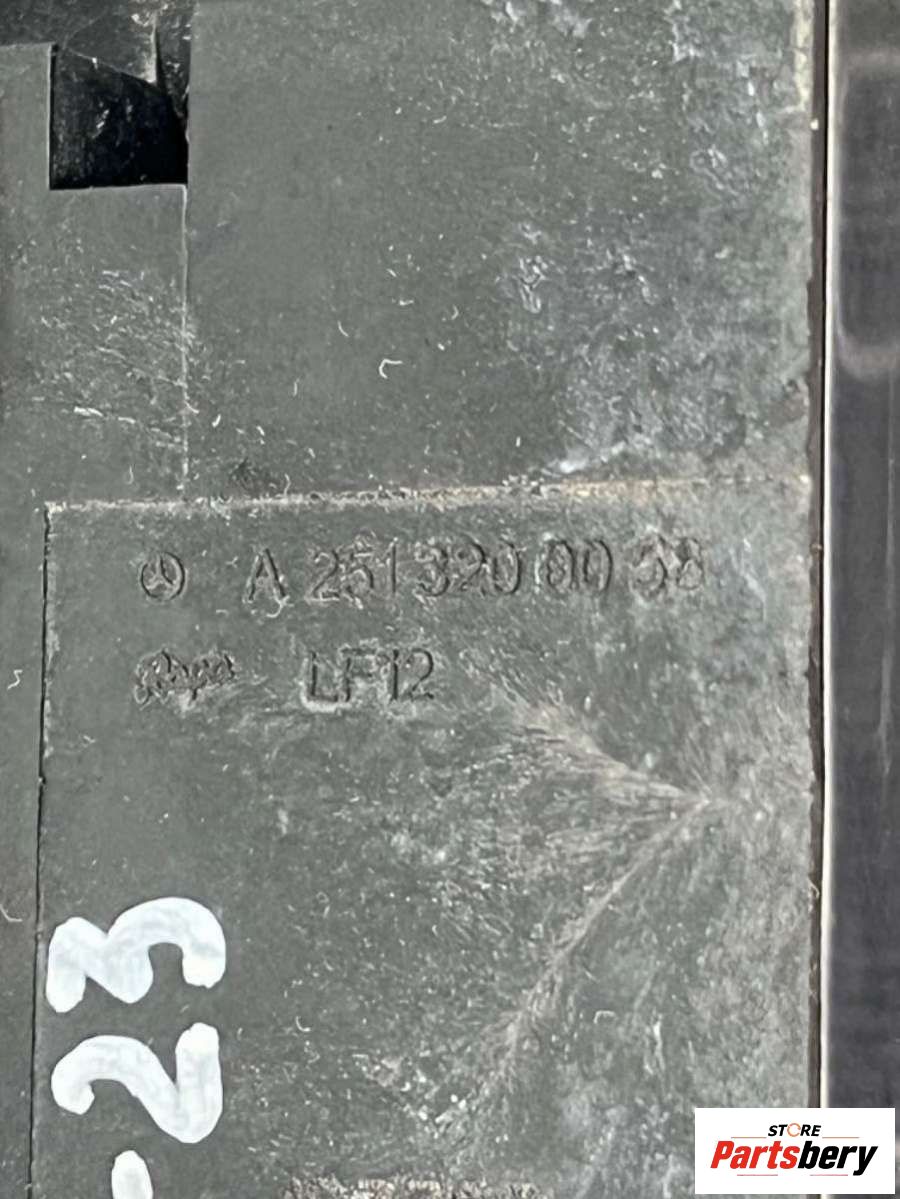 A 251 320 00 58
LF12
-23
STORE
Partsbery